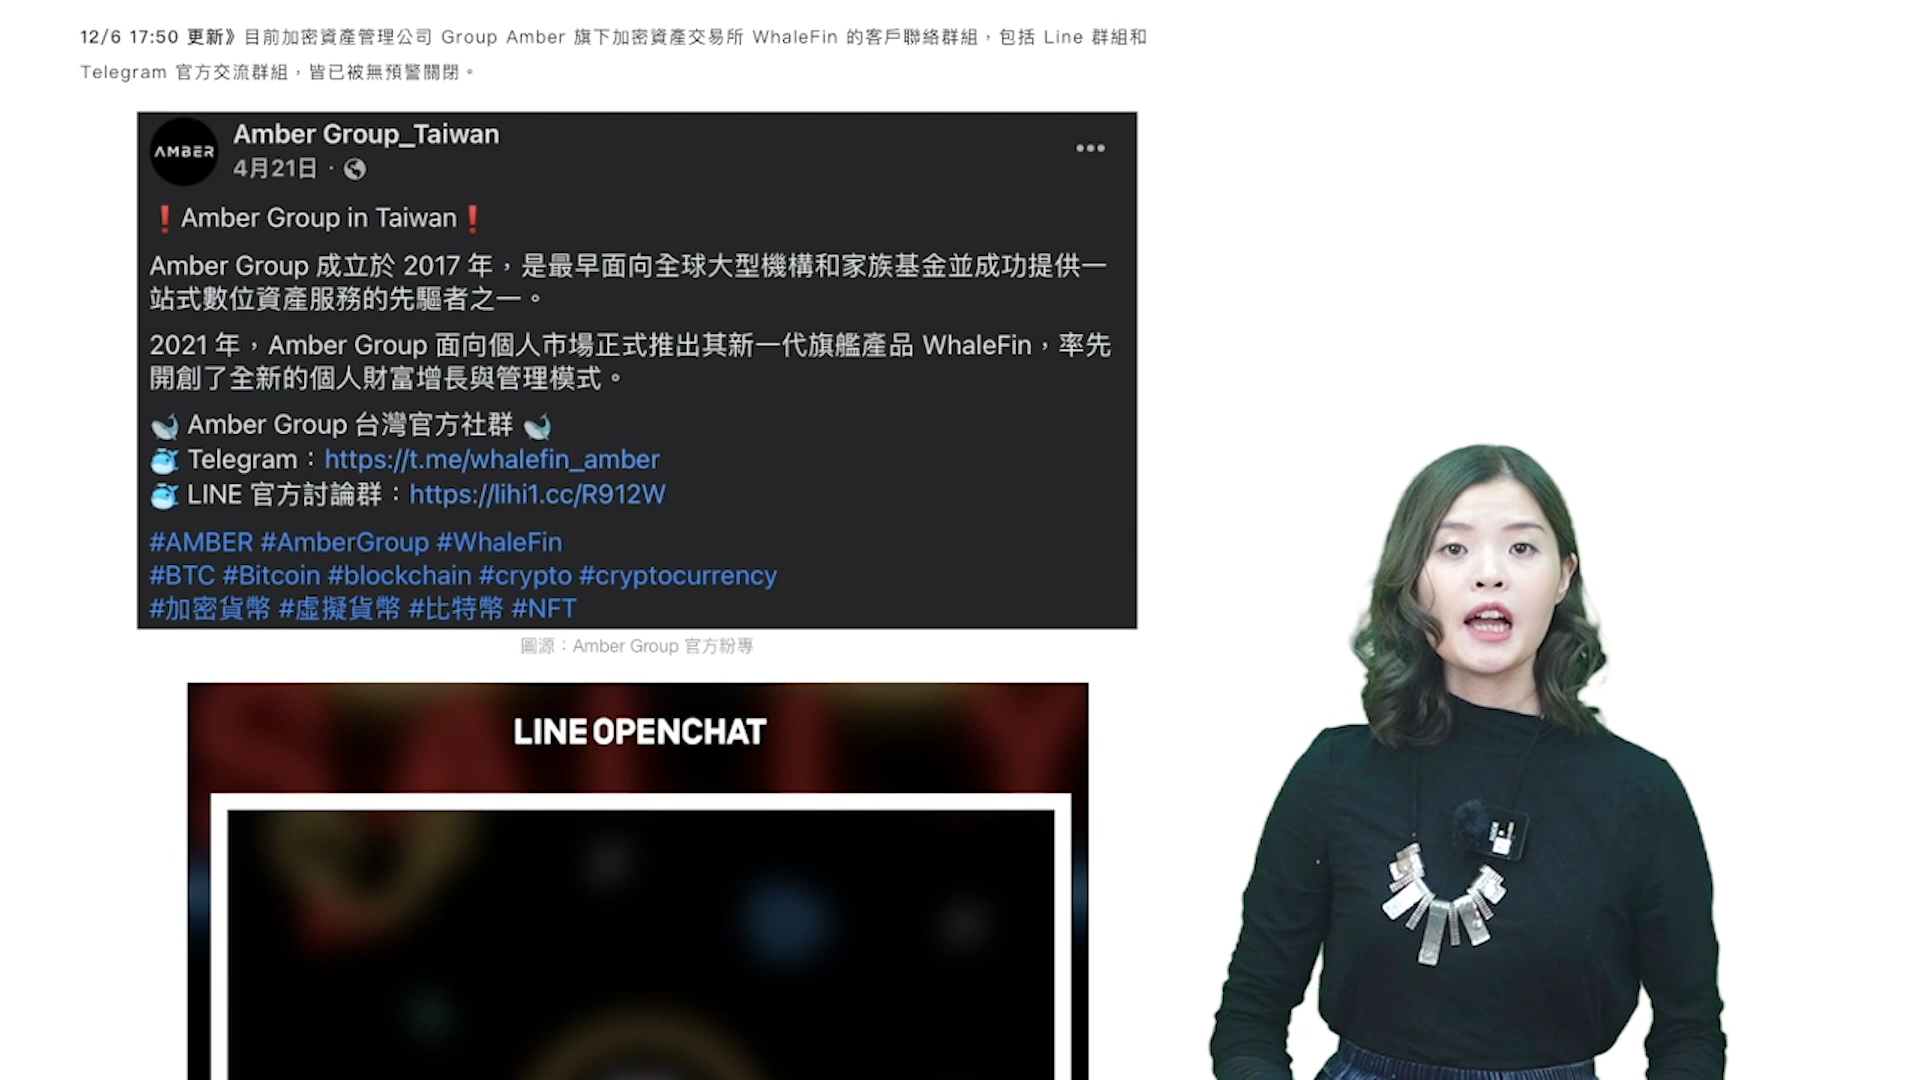 12/6 17:50 更新》目前加密資產管理公司 Group Amber 旗下加密資產交易所 WhaleFin 的客戶聯絡群組，包括 Line 群組和
Telegram 官方交流群組，皆已被無預警關閉。
AMBER
Amber Group_Taiwan
4月21日 ·
❗Amber Group in Taiwan❗
Amber Group 成立於 2017 年，是最早面向全球大型機構和家族基金並成功提供一
站式數位資產服務的先驅者之一。
2021 年，Amber Group 面向個人市場正式推出其新一代旗艦產品 WhaleFin，率先
開創了全新的個人財富增長與管理模式。
🐋 Amber Group 台灣官方社群 🐋
🐳 Telegram：https://t.me/whalefin_amber
🐳 LINE 官方討論群：https://lihi1.cc/R912W
#AMBER #AmberGroup #WhaleFin
#BTC #Bitcoin #blockchain #crypto #cryptocurrency
#加密貨幣 #虛擬貨幣 #比特幣 #NFT
圖源：Amber Group 官方粉專
LINE OPENCHAT